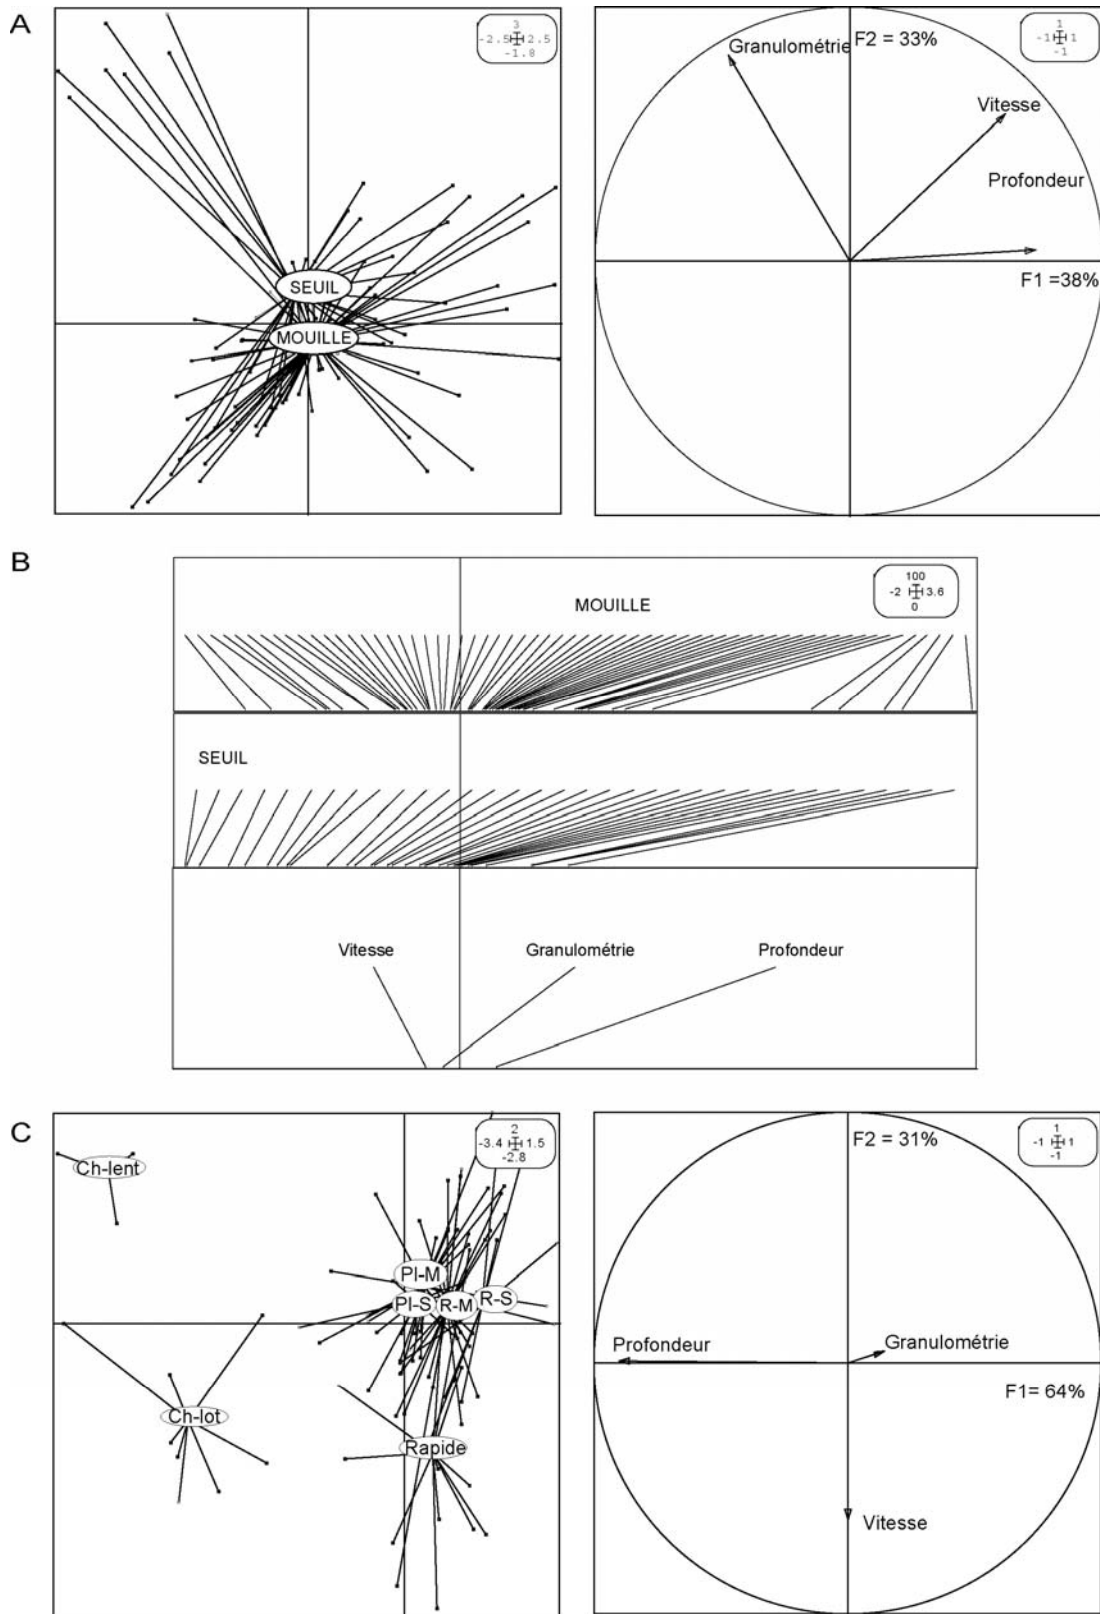 A
3
-2.5 2.5
-1.8
SEUIL
MOUILLE
1
-1 1
-1
Granulométrie
F2 = 33%
Vitesse
Profondeur
F1 =38%
B
100
-2 3.6
0
MOUILLE
SEUIL
Vitesse
Granulométrie
Profondeur
C
2
-3.4 1.5
-2.8
Ch-lent
Pl-M
Pl-S
R-M
R-S
Ch-lot
Rapide
1
-1 1
-1
F2 = 31%
Profondeur
Granulométrie
F1= 64%
Vitesse